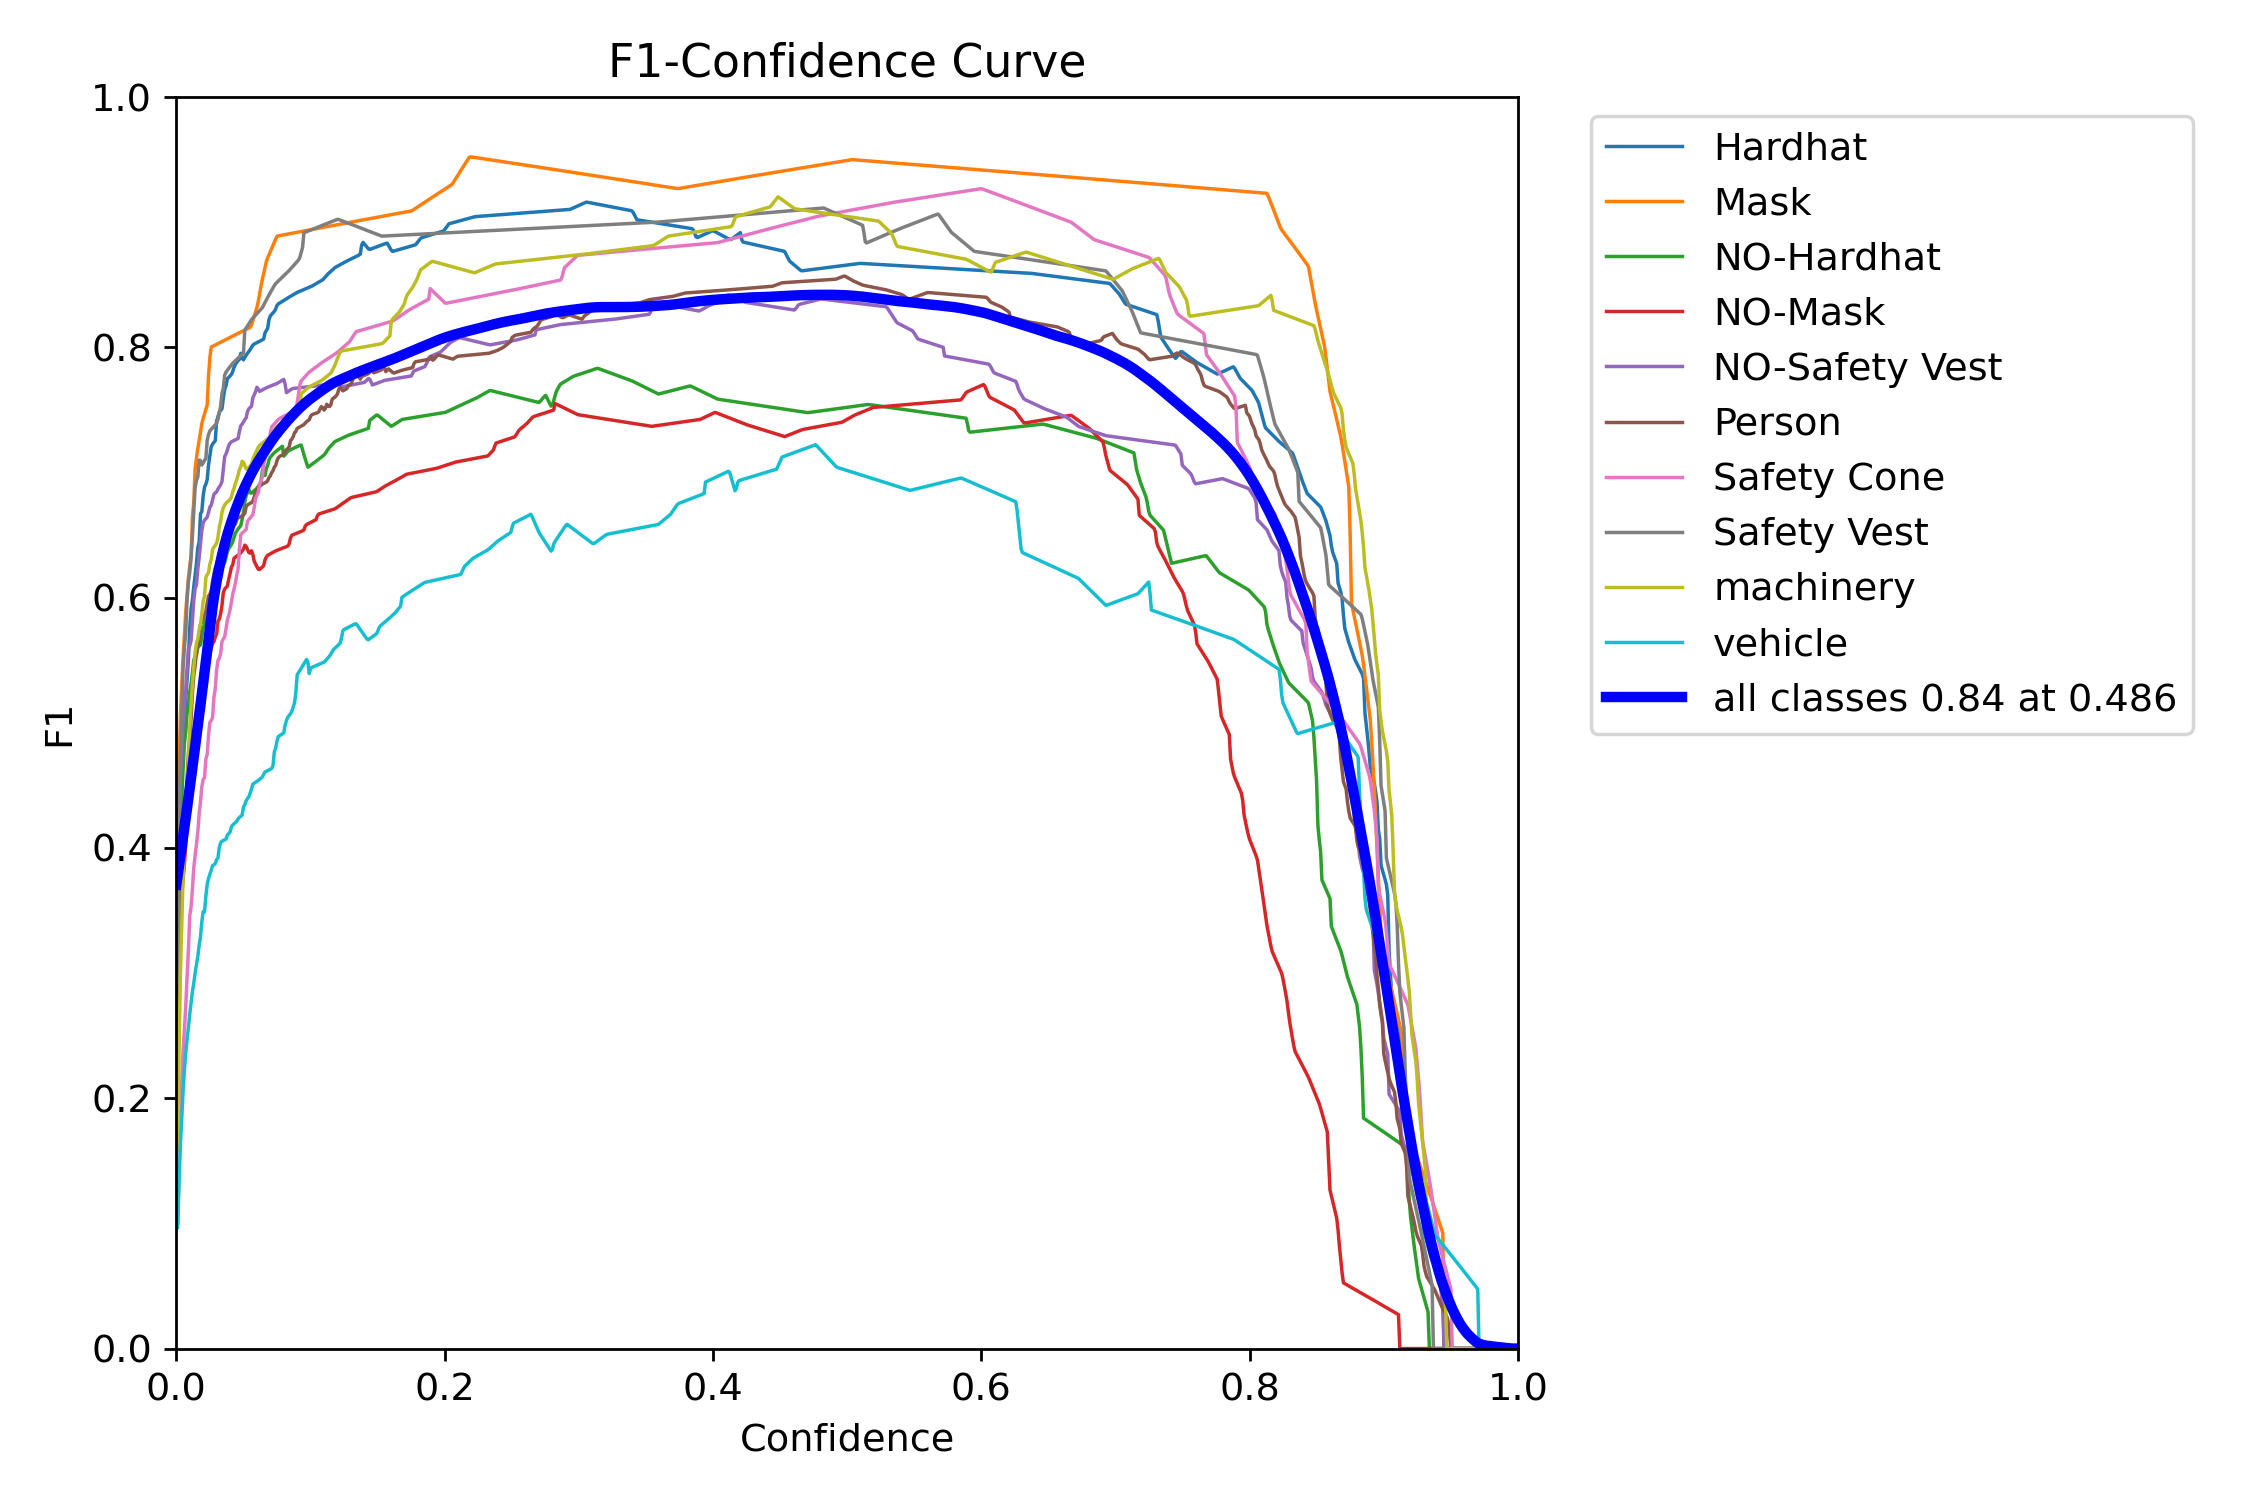 F1-Confidence Curve
1.0
0.8
0.6
0.4
0.2
0.0
F1
0.0 0.2 0.4 0.6 0.8 1.0
Confidence
Hardhat
Mask
NO-Hardhat
NO-Mask
NO-Safety Vest
Person
Safety Cone
Safety Vest
machinery
vehicle
all classes 0.84 at 0.486